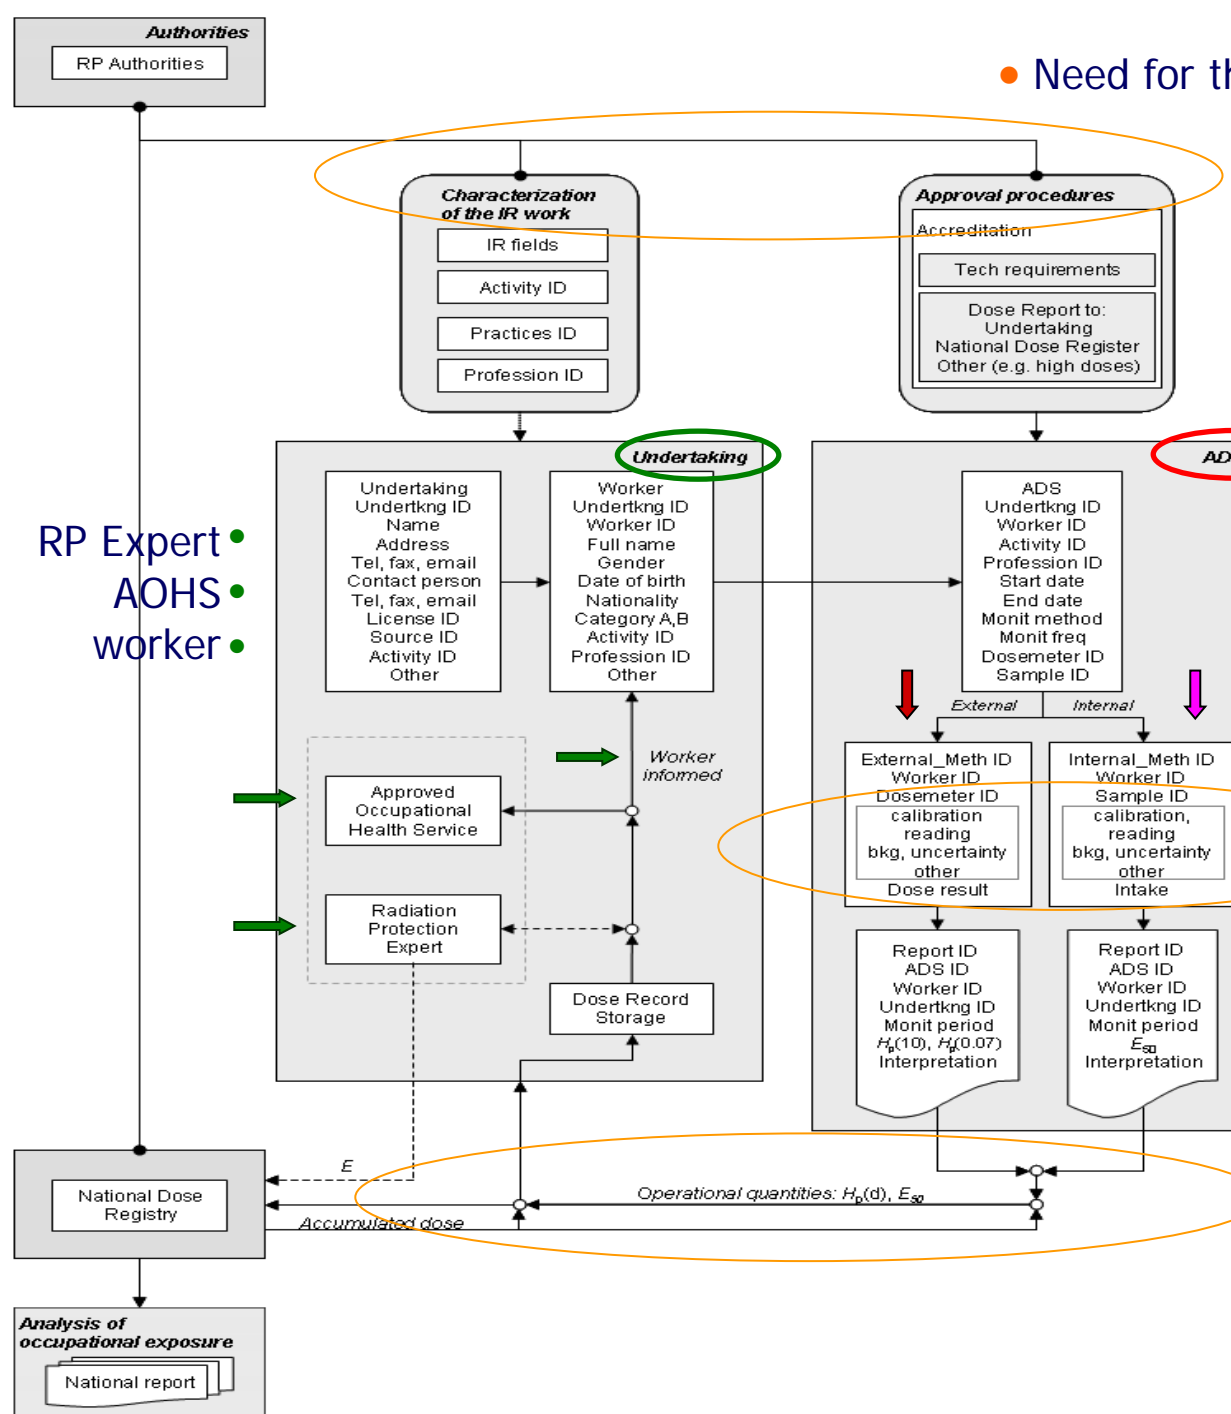 Authorities
RP Authorities
• Need for th
Characterization
of the IR work
IR fields
Activity ID
Practices ID
Profession ID
Approval procedures
Accreditation
Tech requirements
Dose Report to:
Undertaking
National Dose Register
Other (e.g. high doses)
Undertaking
Undertaking
Undertkng ID
Name
Address
Tel, fax, email
Contact person
Tel, fax, email
License ID
Source ID
Activity ID
Other
Worker
Undertkng ID
Worker ID
Full name
Gender
Date of birth
Nationality
Category A,B
Activity ID
Profession ID
Other
RP Expert •
AOHS •
worker •
Worker
informed
Approved
Occupational
Health Service
Radiation
Protection
Expert
Dose Record
Storage
AD
ADS
Undertkng ID
Worker ID
Activity ID
Profession ID
Start date
End date
Monit method
Monit freq
Dosemeter ID
Sample ID
External
Internal
External_Meth ID
Worker ID
Dosemeter ID
calibration
reading
bkg, uncertainty
other
Dose result
Internal_Meth ID
Worker ID
Sample ID
calibration,
reading
bkg, uncertainty
other
Intake
Report ID
ADS ID
Worker ID
Undertkng ID
Monit period
Hp(10), Hp(0.07)
Interpretation
Report ID
ADS ID
Worker ID
Undertkng ID
Monit period
E50
Interpretation
E
Operational quantities: Hp(d), E50
Accumulated dose
National Dose
Registry
Analysis of
occupational exposure
National report